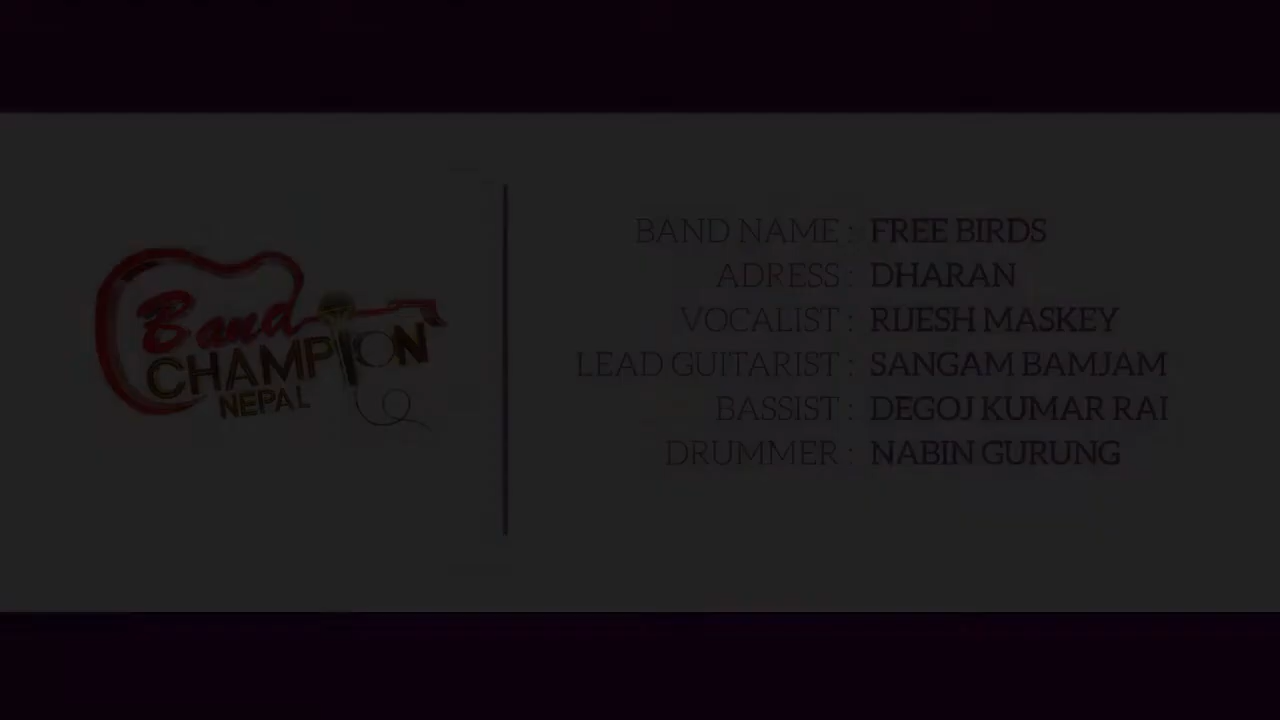 Band
CHAMPION
NEPAL
BAND NAME : FREE BIRDS
ADRESS : DHARAN
VOCALIST : RIJESH MASKEY
LEAD GUITARIST : SANGAM BAMJAM
BASSIST : DEGOJ KUMAR RAI
DRUMMER : NABIN GURUNG